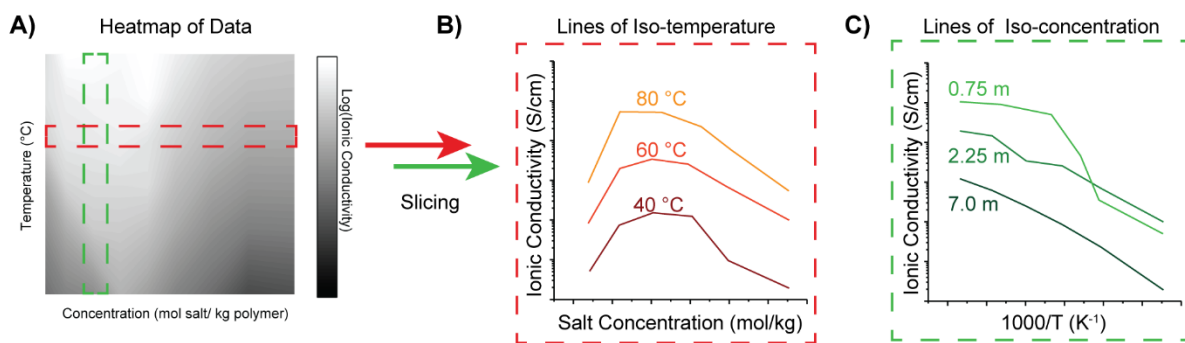 A)
Heatmap of Data
Temperature (°C)
Concentration (mol salt/ kg polymer)
Log(Ionic Conductivity)
Slicing
B)
Lines of Iso-temperature
Ionic Conductivity (S/cm)
80 °C
60 °C
40 °C
Salt Concentration (mol/kg)
C)
Lines of Iso-concentration
Ionic Conductivity (S/cm)
0.75 m
2.25 m
7.0 m
1000/T (K⁻¹)